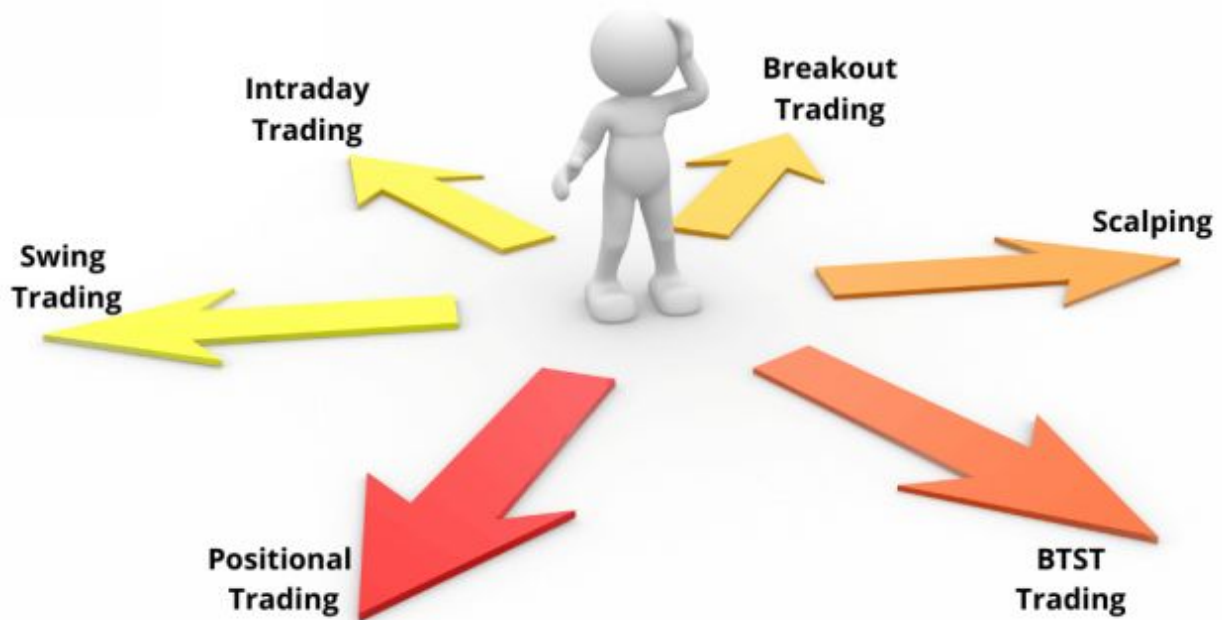 Intraday
Trading
Breakout
Trading
Swing
Trading
Scalping
Positional
Trading
BTST
Trading